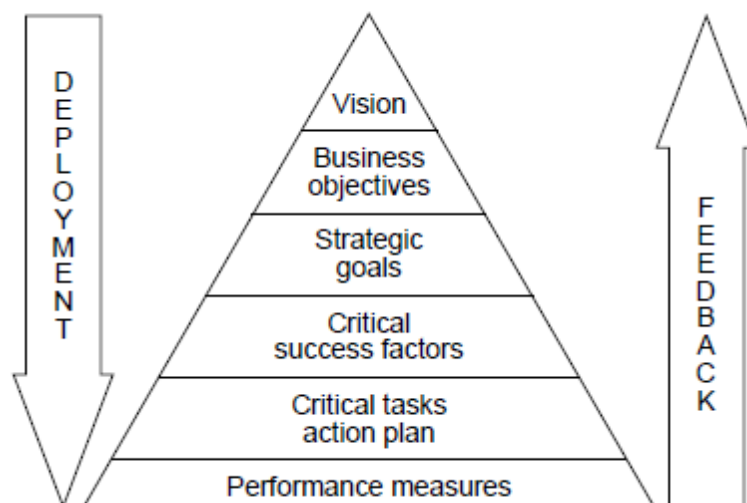 DEPLOYMENT
Vision
Business
objectives
Strategic
goals
Critical
success factors
Critical tasks
action plan
Performance measures
FEEDBACK